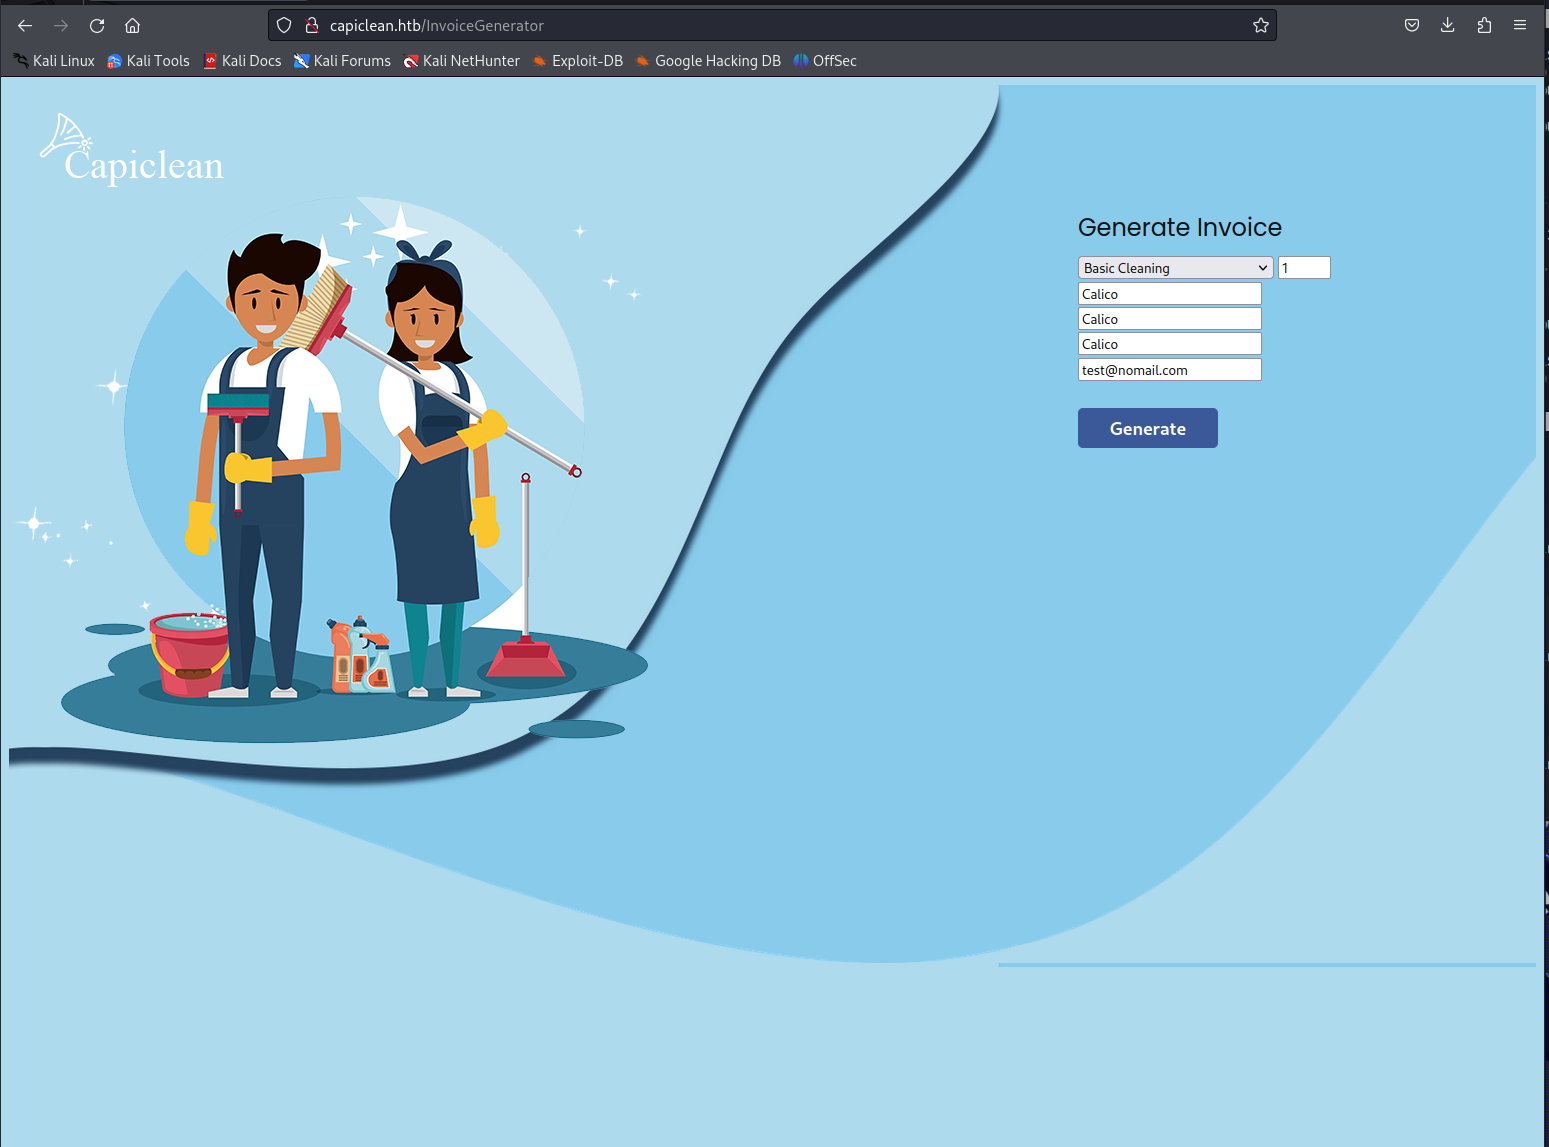 capiclean.htb/InvoiceGenerator
Kali Linux Kali Tools Kali Docs Kali Forums Kali NetHunter Exploit-DB Google Hacking DB OffSec
Capiclean
Generate Invoice
Basic Cleaning 1
Calico
Calico
Calico
test@nomail.com
Generate